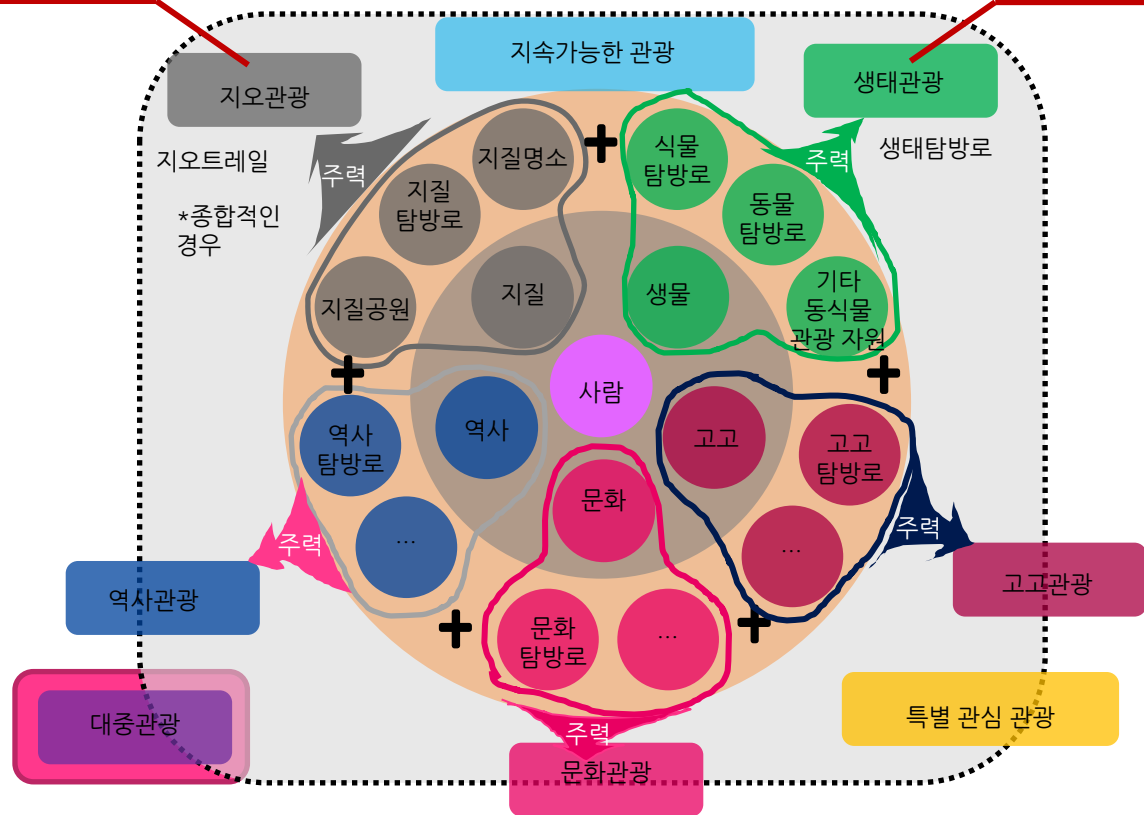 지속가능한 관광
지오관광
생태관광
지오트레일
*종합적인
경우
주력
지질명소
지질
탐방로
지질공원
지질
+
식물
탐방로
동물
탐방로
생물
기타
동식물
관광 자원
주력
생태탐방로
+
+
사람
역사
탐방로
역사
...
주력
역사관광
고고
고고
탐방로
...
주력
고고관광
문화
문화
탐방로
...
+
+
주력
문화관광
대중관광
특별 관심 관광